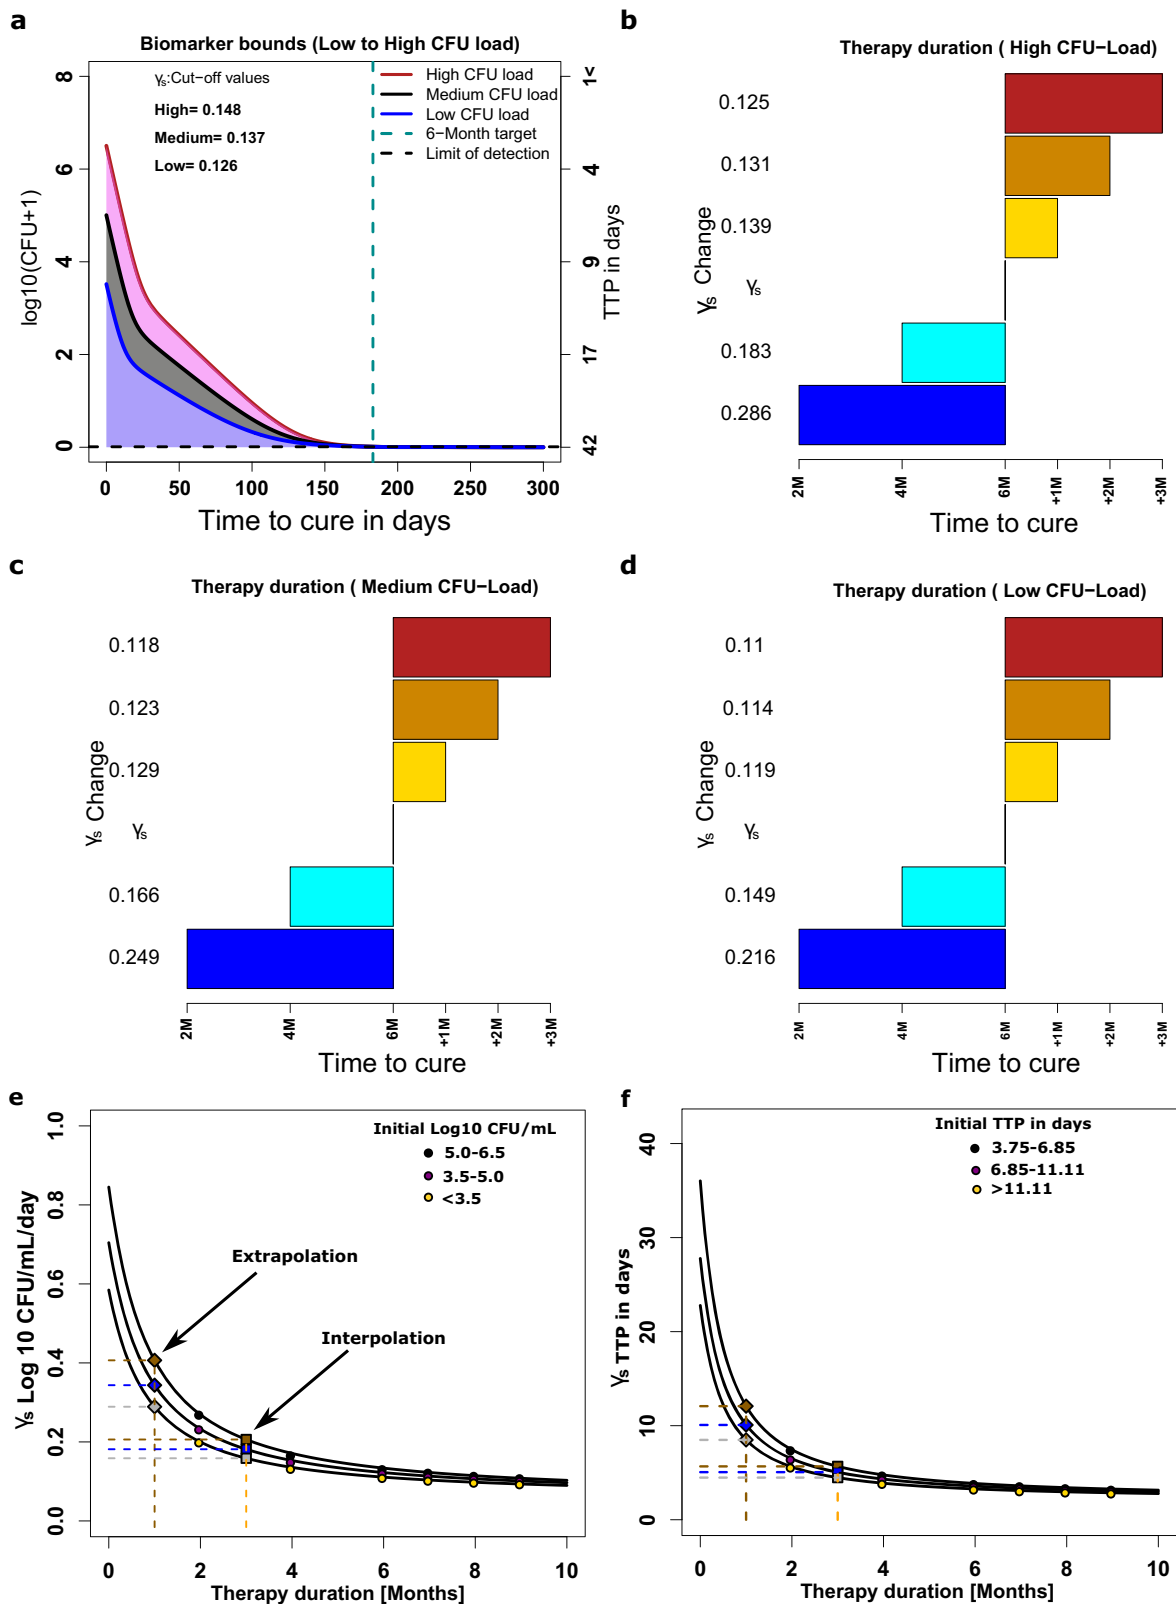 a
Biomarker bounds (Low to High CFU load)
γs:Cut-off values
High= 0.148
Medium= 0.137
Low= 0.126
High CFU load
Medium CFU load
Low CFU load
6−Month target
Limit of detection
log10(CFU+1)
8
6
4
2
0
TTP in days
1<
4
9
17
42
0 50 100 150 200 250 300
Time to cure in days
b
Therapy duration ( High CFU−Load)
γs Change
0.125
0.131
0.139
γs
0.183
0.286
2M 4M 6M +1M +2M +3M
Time to cure
c
Therapy duration ( Medium CFU−Load)
γs Change
0.118
0.123
0.129
γs
0.166
0.249
2M 4M 6M +1M +2M +3M
Time to cure
d
Therapy duration ( Low CFU−Load)
γs Change
0.11
0.114
0.119
γs
0.149
0.216
2M 4M 6M +1M +2M +3M
Time to cure
e
γs Log 10 CFU/mL/day
1.0
0.8
0.6
0.4
0.2
0.0
Initial Log10 CFU/mL
5.0-6.5
3.5-5.0
<3.5
Extrapolation
Interpolation
0 2 4 6 8 10
Therapy duration [Months]
f
γs TTP in days
40
30
20
10
0
Initial TTP in days
3.75-6.85
6.85-11.11
>11.11
0 2 4 6 8 10
Therapy duration [Months]